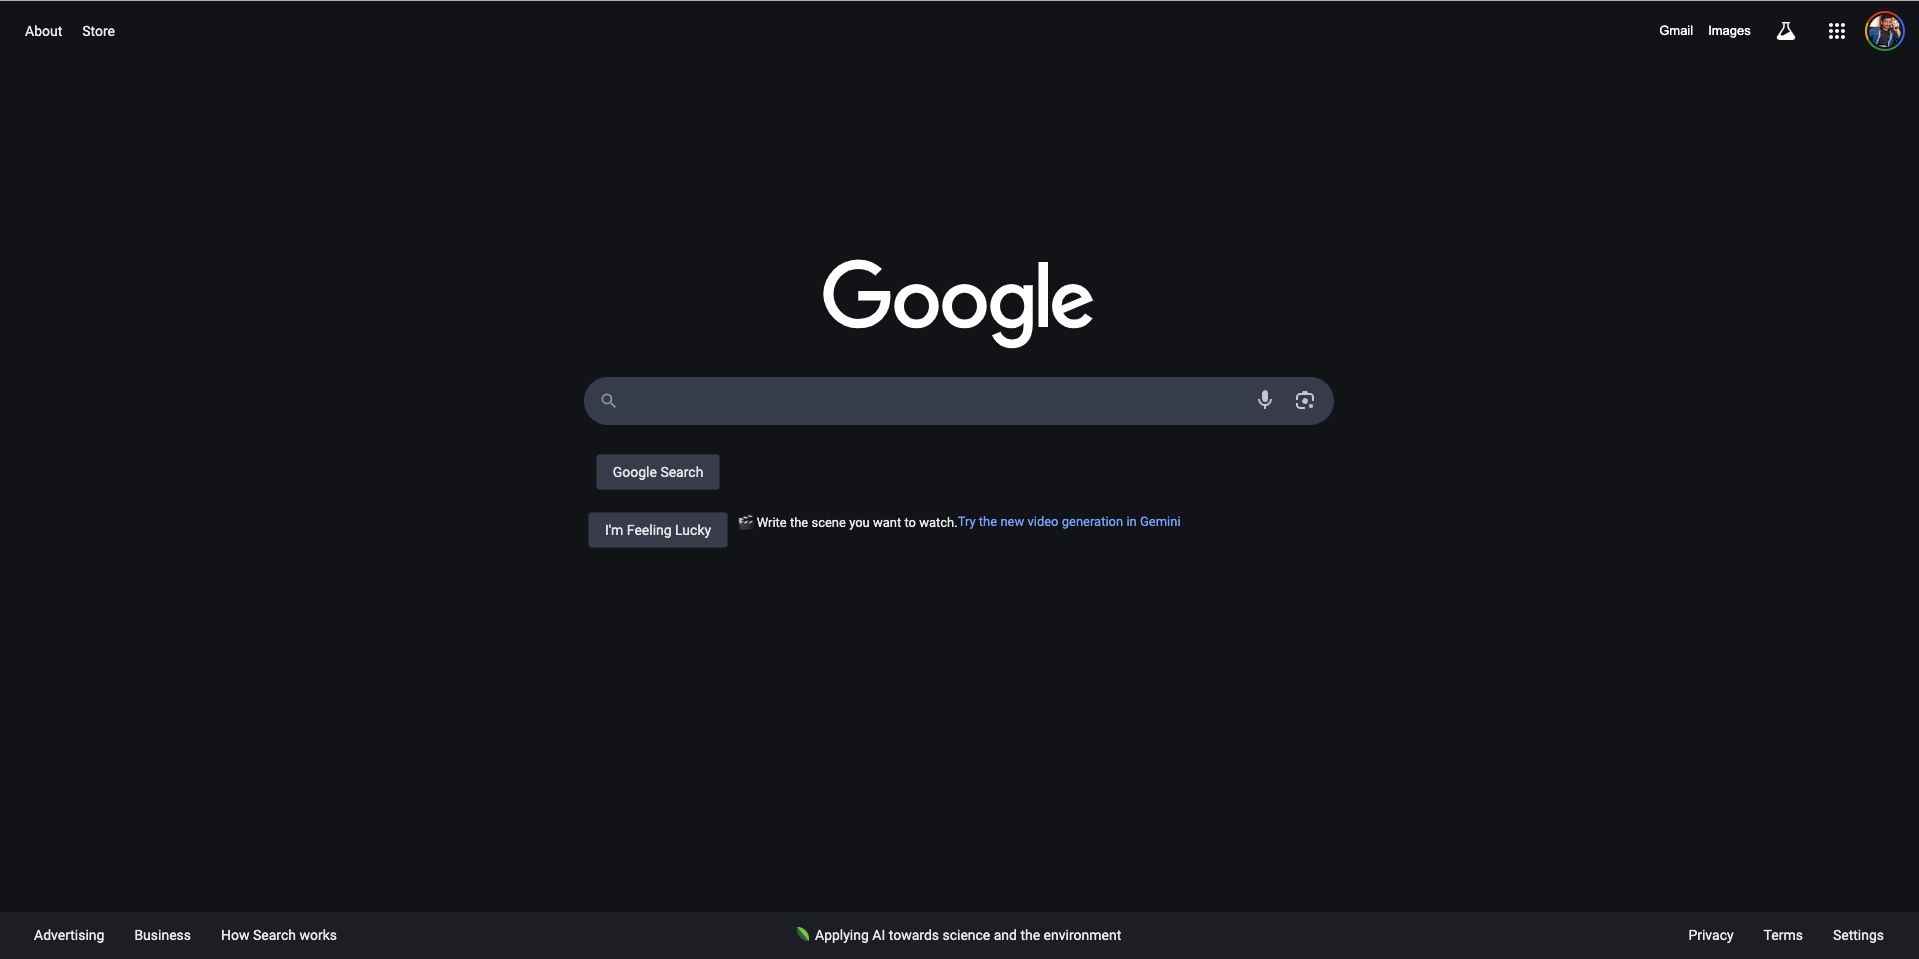 About Store
Gmail Images
Google
Google Search
I'm Feeling Lucky
Write the scene you want to watch.Try the new video generation in Gemini
Advertising Business How Search works
Applying AI towards science and the environment
Privacy Terms Settings